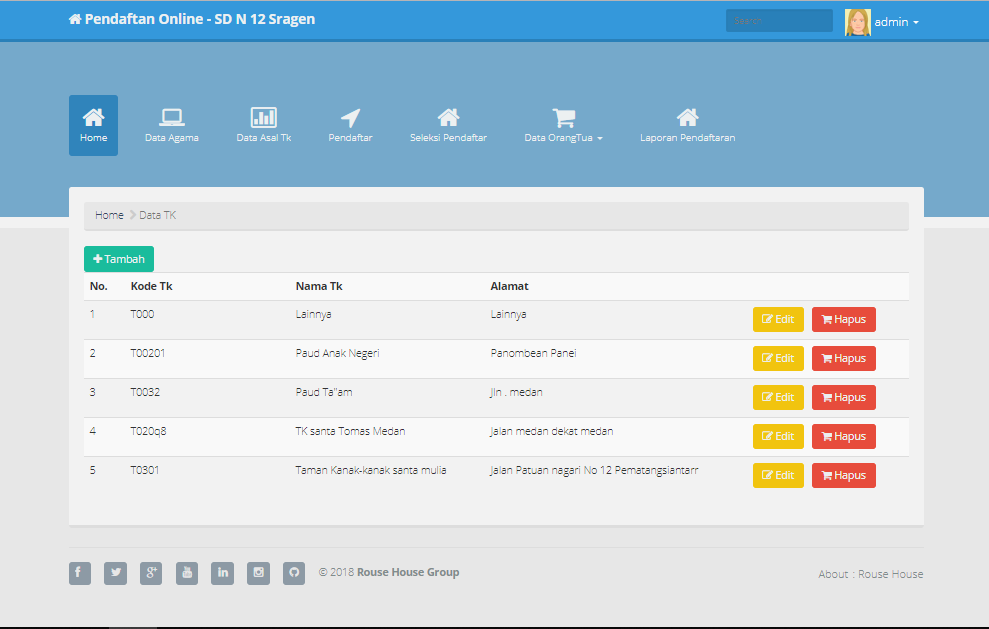 Pendaftan Online - SD N 12 Sragen
Search
admin
Home
Data Agama
Data Asal Tk
Pendaftar
Seleksi Pendaftar
Data OrangTua
Laporan Pendaftaran
Home Data TK
Tambah
No. Kode Tk Nama Tk Alamat
1 T000 Lainnya Lainnya Edit Hapus
2 T00201 Paud Anak Negeri Panombean Panei Edit Hapus
3 T0032 Paud Ta"am Jln . medan Edit Hapus
4 T020q8 TK santa Tomas Medan Jalan medan dekat medan Edit Hapus
5 T0301 Taman Kanak-kanak santa mulia Jalan Patuan nagari No 12 Pematangsiantarr Edit Hapus
© 2018 Rouse House Group
About : Rouse House